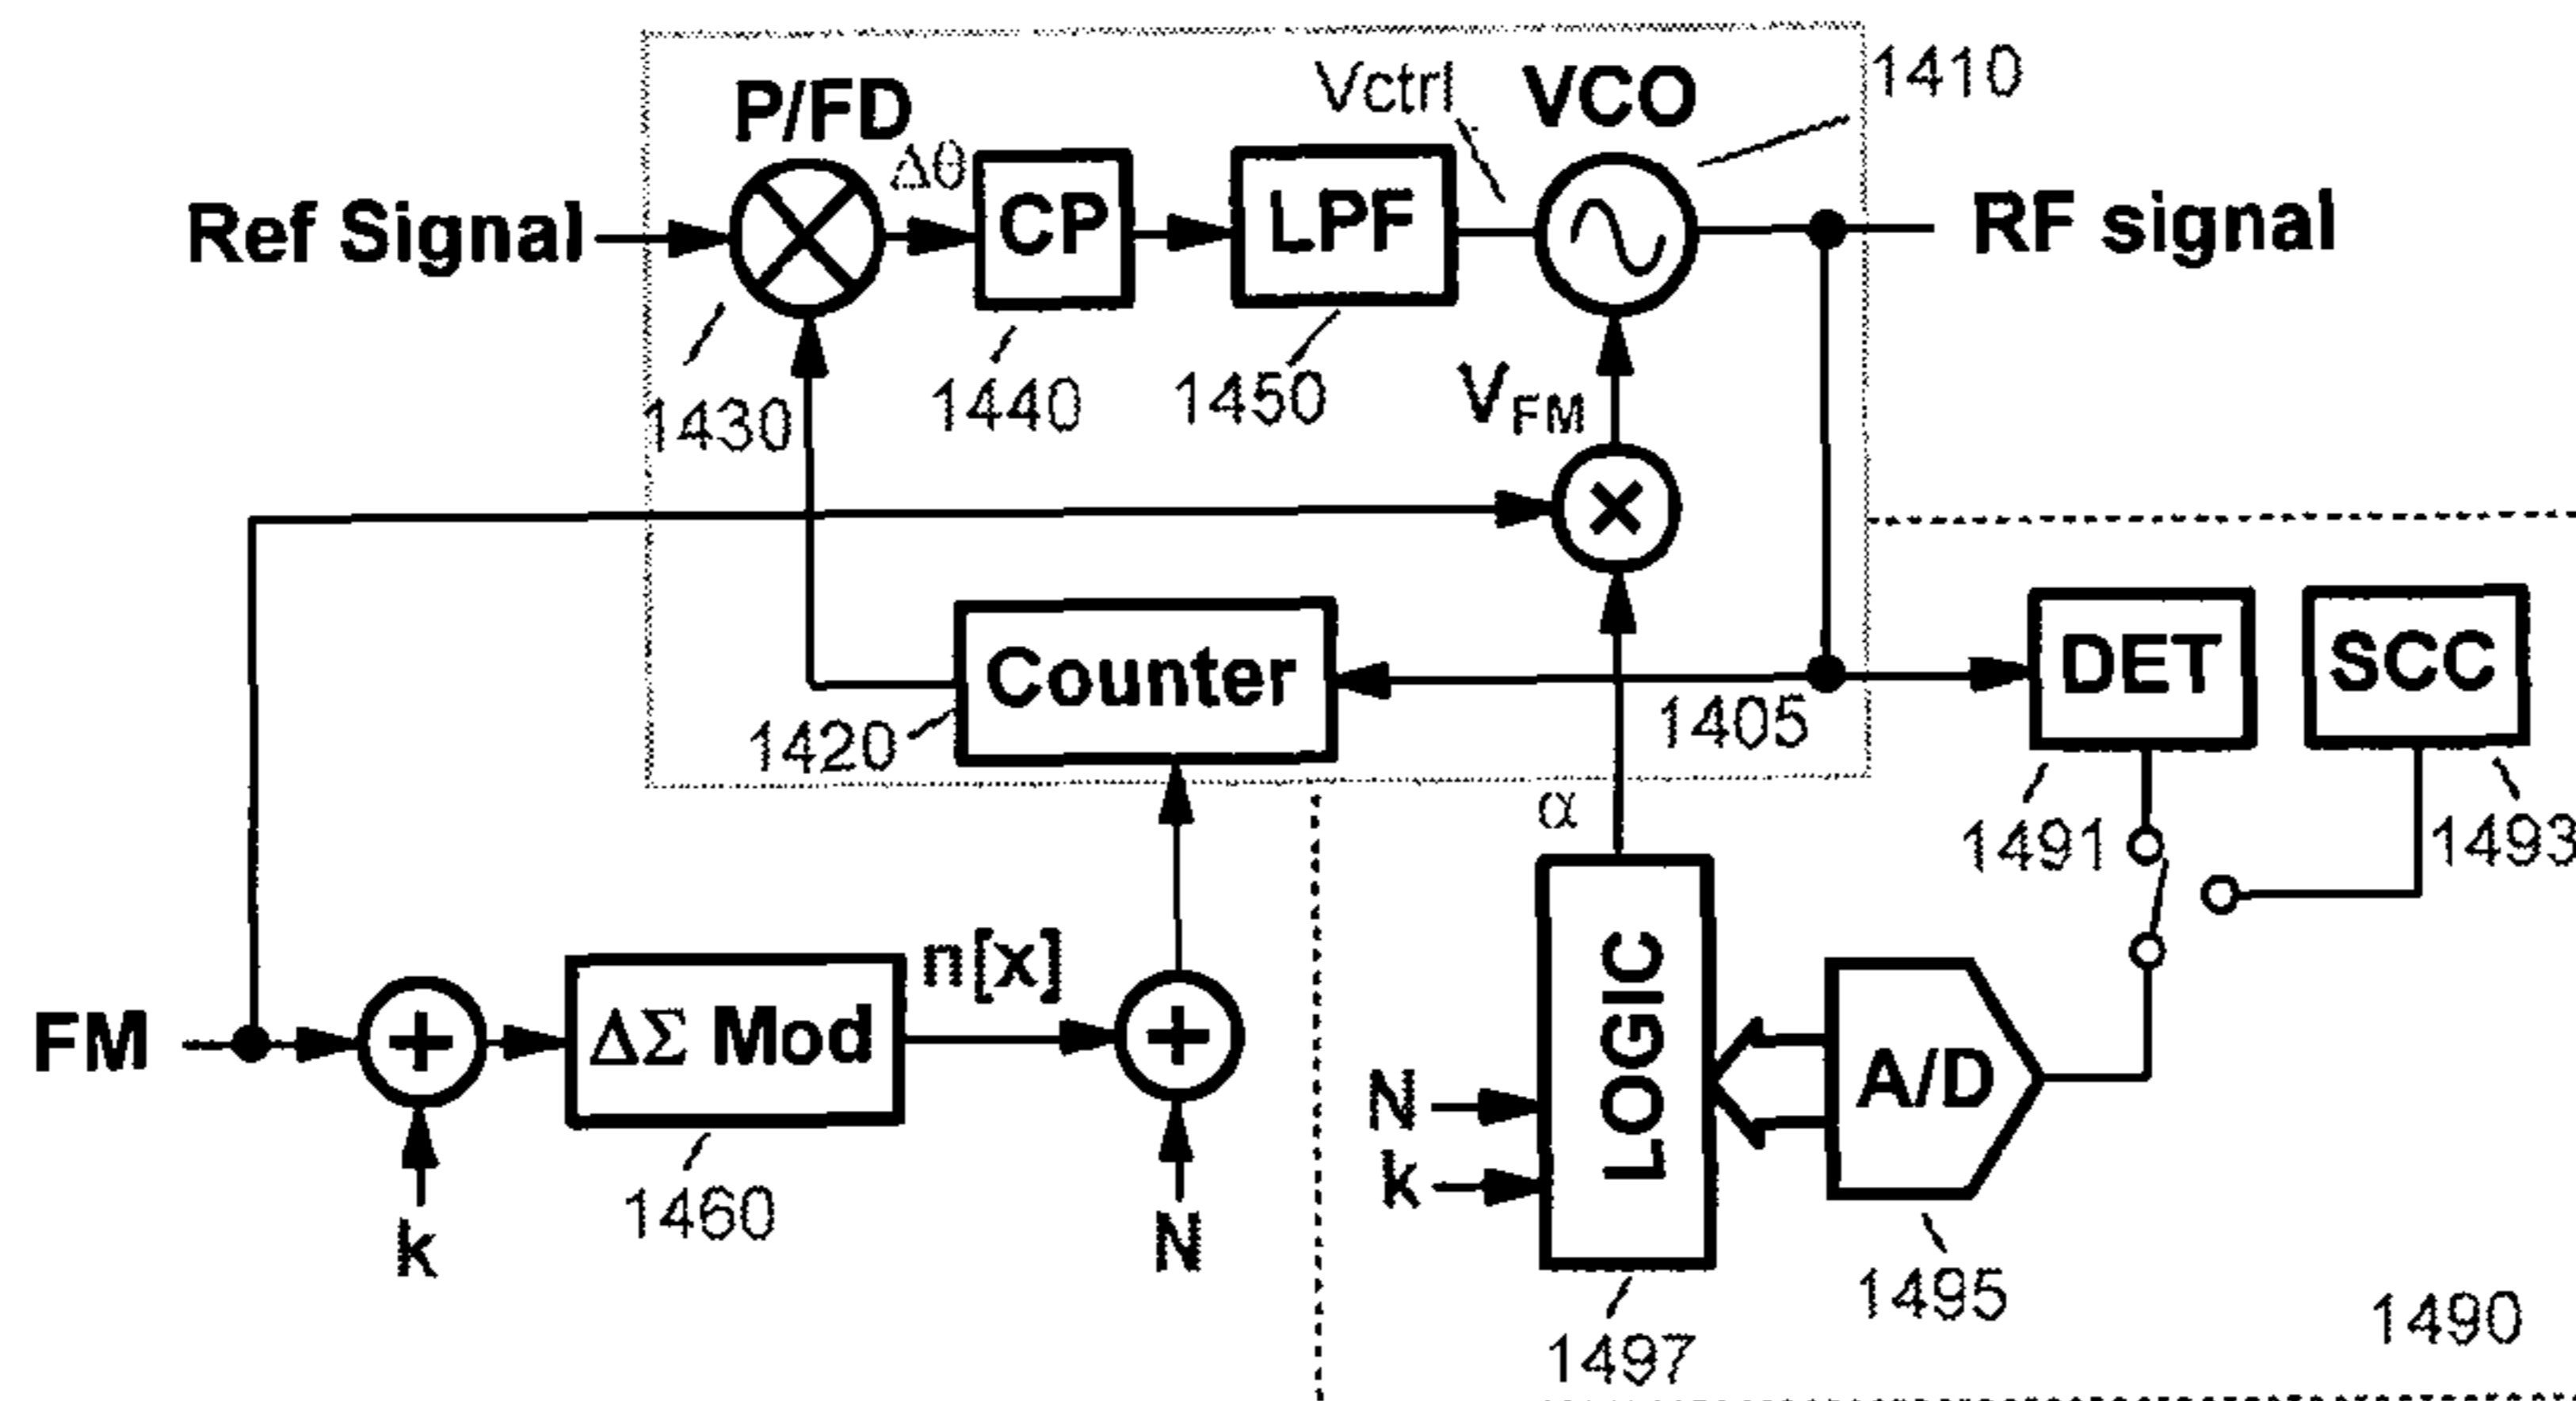 P/FD
Vctrl
VCO
1410
Δθ
Ref Signal
CP
LPF
RF signal
1430
1440
1450
VFM
Counter
1420
1405
DET
SCC
α
1491
1493
FM
ΔΣ Mod
n[x]
LOGIC
A/D
N
k
1460
k
N
1495
1497
1490